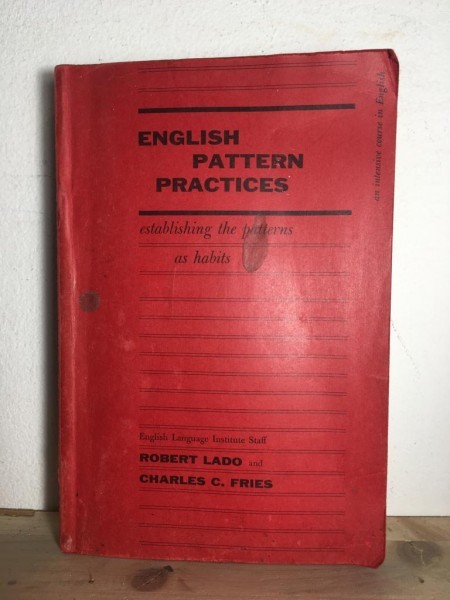 an intensive course in English
ENGLISH
PATTERN
PRACTICES
establishing the patterns
as habits
English Language Institute Staff
ROBERT LADO and
CHARLES C. FRIES